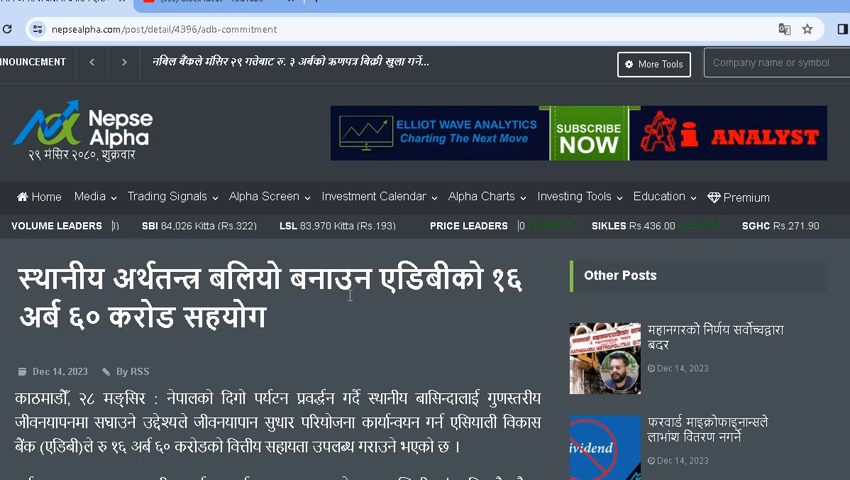 nepsealpha.com/post/detail/4396/adb-commitment
NNOUNCEMENT
नबिल बैंकले मंसिर २९ गतेबाट रु. ३ अर्बको ऋणपत्र बिक्री खुला गर्ने...
More Tools
Company name or symbol
Nepse
Alpha
२९ मंसिर २०८०, शुक्रवार
ELLIOT WAVE ANALYTICS
Charting The Next Move
SUBSCRIBE
NOW
ANALYST
Home Media Trading Signals Alpha Screen Investment Calendar Alpha Charts Investing Tools Education Premium
VOLUME LEADERS SBI 84,026 Kitta (Rs.322) LSL 83,970 Kitta (Rs.193) PRICE LEADERS SIKLES Rs.436.00 SGHC Rs.271.90
स्थानीय अर्थतन्त्र बलियो बनाउन एडिबीको १६
अर्ब ६० करोड सहयोग
Dec 14, 2023 By RSS
काठमाडौँ, २८ मङ्सिर : नेपालको दिगो पर्यटन प्रवर्द्धन गर्दै स्थानीय बासिन्दालाई गुणस्तरीय
जीवनयापनमा सघाउने उद्देश्यले जीवनयापान सुधार परियोजना कार्यान्वयन गर्न एसियाली विकास
बैंक (एडिबी)ले रु १६ अर्ब ६० करोडको वित्तीय सहायता उपलब्ध गराउने भएको छ ।
Other Posts
महानगरको निर्णय सर्वोच्चद्वारा
बदर
Dec 14, 2023
फरवार्ड माइक्रोफाइनान्सले
लाभांश वितरण नगर्ने
Dec 14, 2023
ividend